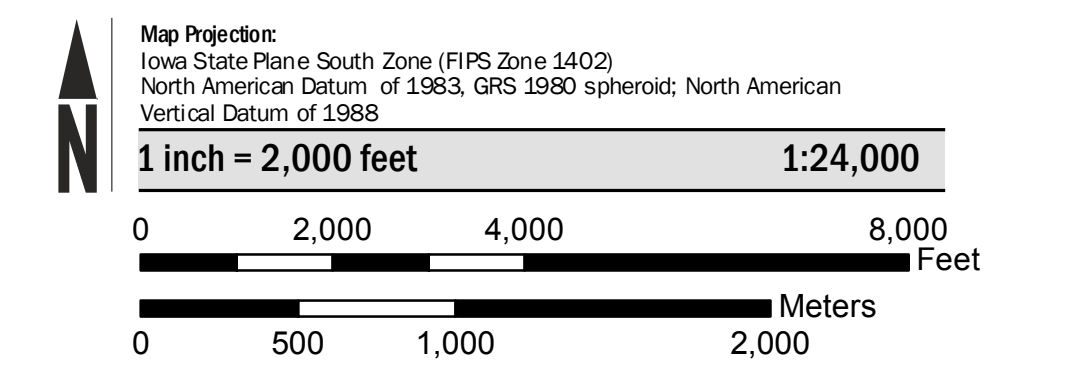 Map Projection:
Iowa State Plane South Zone (FIPS Zone 1402)
North American Datum of 1983, GRS 1980 spheroid; North American
Vertical Datum of 1988
N
1 inch = 2,000 feet 1:24,000
0 2,000 4,000 8,000
Feet
Meters
0 500 1,000 2,000